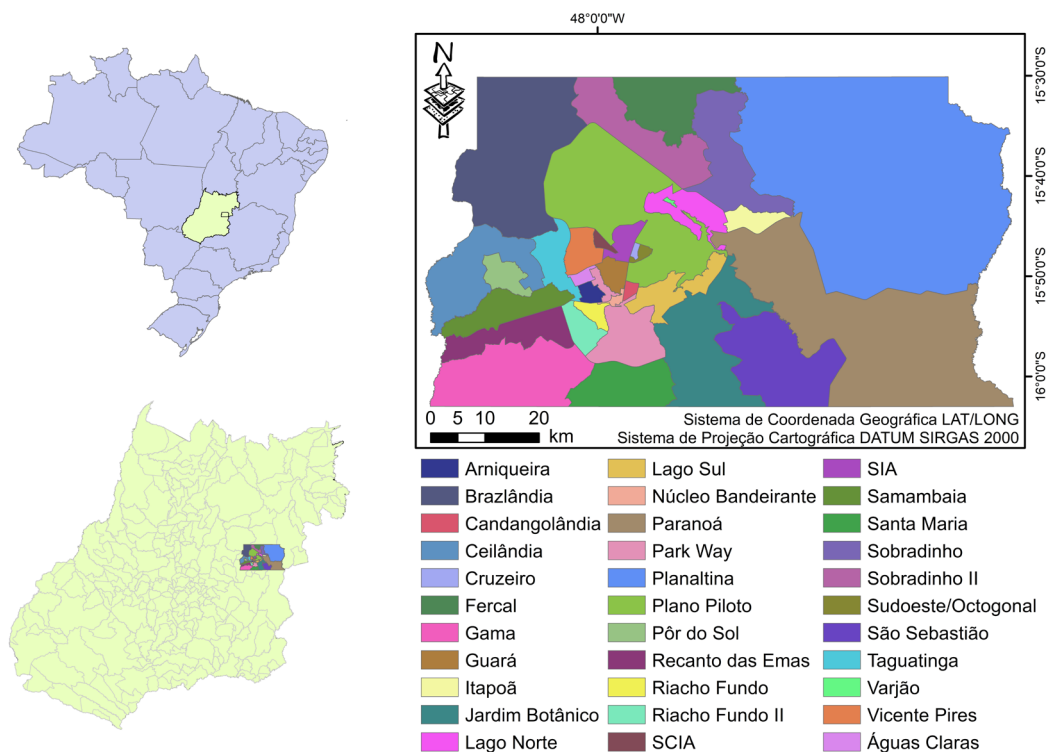 48°0'0"W
N
15°30'0"S
15°40'0"S
15°50'0"S
16°0'0"S
0 5 10 20
km
Sistema de Coordenada Geográfica LAT/LONG
Sistema de Projeção Cartográfica DATUM SIRGAS 2000
Arniqueira
Brazlândia
Candangolândia
Ceilândia
Cruzeiro
Fercal
Gama
Guará
Itapoã
Jardim Botânico
Lago Norte
Lago Sul
Núcleo Bandeirante
Paranoá
Park Way
Planaltina
Plano Piloto
Pôr do Sol
Recanto das Emas
Riacho Fundo
Riacho Fundo II
SCIA
SIA
Samambaia
Santa Maria
Sobradinho
Sobradinho II
Sudoeste/Octogonal
São Sebastião
Taguatinga
Varjão
Vicente Pires
Águas Claras